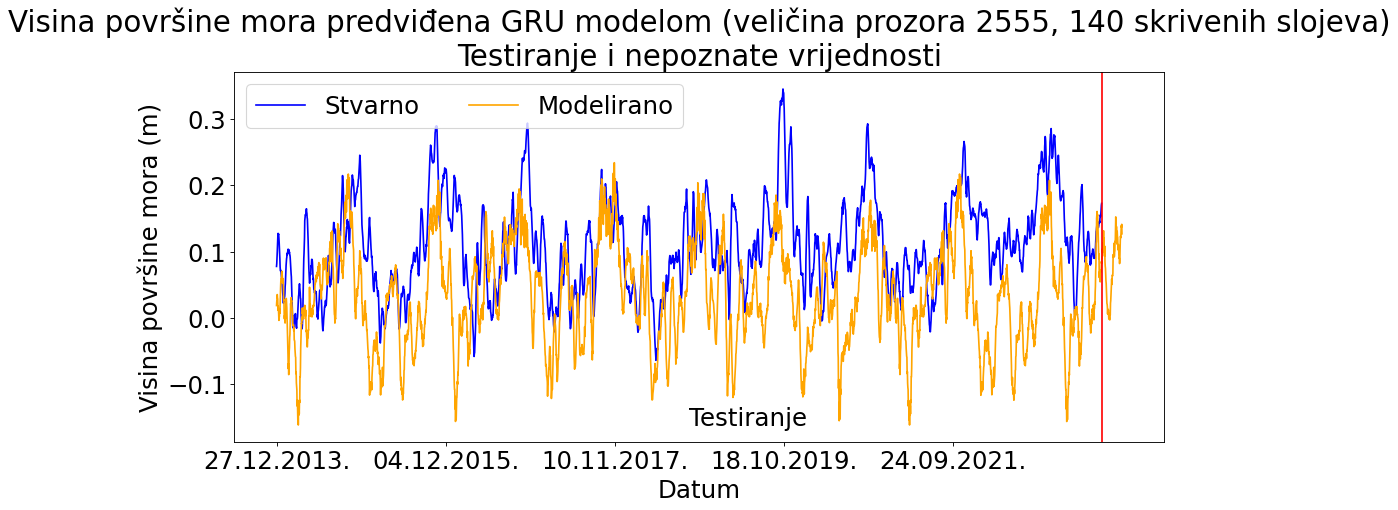 Visina površine mora predviđena GRU modelom (veličina prozora 2555, 140 skrivenih slojeva)
Testiranje i nepoznate vrijednosti
Stvarno Modelirano
Visina površine mora (m)
0.3
0.2
0.1
0.0
−0.1
Testiranje
27.12.2013. 04.12.2015. 10.11.2017. 18.10.2019. 24.09.2021.
Datum